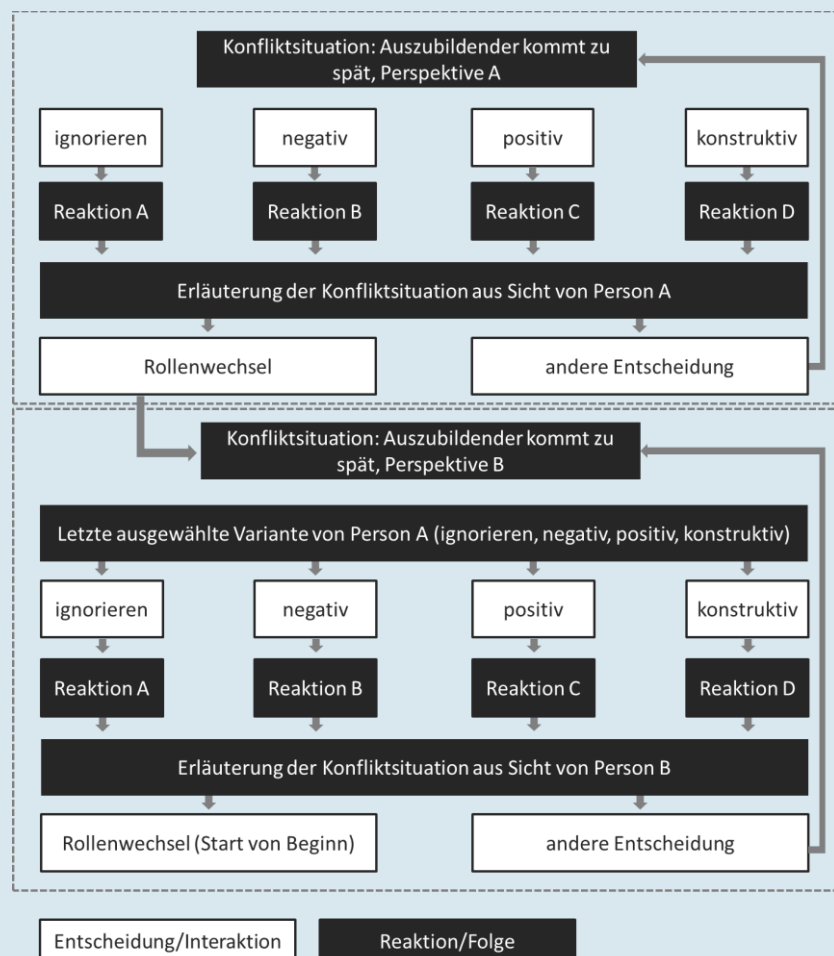 Konfliktsituation: Auszubildender kommt zu
spät, Perspektive A
ignorieren
negativ
positiv
konstruktiv
Reaktion A
Reaktion B
Reaktion C
Reaktion D
Erläuterung der Konfliktsituation aus Sicht von Person A
Rollenwechsel
andere Entscheidung
Konfliktsituation: Auszubildender kommt zu
spät, Perspektive B
Letzte ausgewählte Variante von Person A (ignorieren, negativ, positiv, konstruktiv)
ignorieren
negativ
positiv
konstruktiv
Reaktion A
Reaktion B
Reaktion C
Reaktion D
Erläuterung der Konfliktsituation aus Sicht von Person B
Rollenwechsel (Start von Beginn)
andere Entscheidung
Entscheidung/Interaktion
Reaktion/Folge